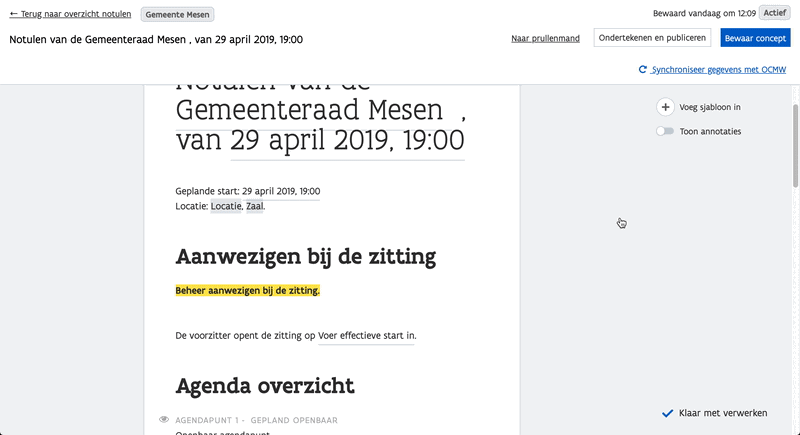 ← Terug naar overzicht notulen
Gemeente Mesen
Bewaard vandaag om 12:09
Actief
Notulen van de Gemeenteraad Mesen , van 29 april 2019, 19:00
Naar prullenmand
Ondertekenen en publiceren
Bewaar concept
Synchroniseer gegevens met OCMW
Notulen van de
Gemeenteraad Mesen ,
van 29 april 2019, 19:00
Voeg sjabloon in
Toon annotaties
Geplande start: 29 april 2019, 19:00
Locatie: Locatie, Zaal.
Aanwezigen bij de zitting
Beheer aanwezigen bij de zitting.
De voorzitter opent de zitting op Voer effectieve start in.
Agenda overzicht
AGENDAPUNT 1 - GEPLAND OPENBAAR
Openbaar agendapunt
Klaar met verwerken